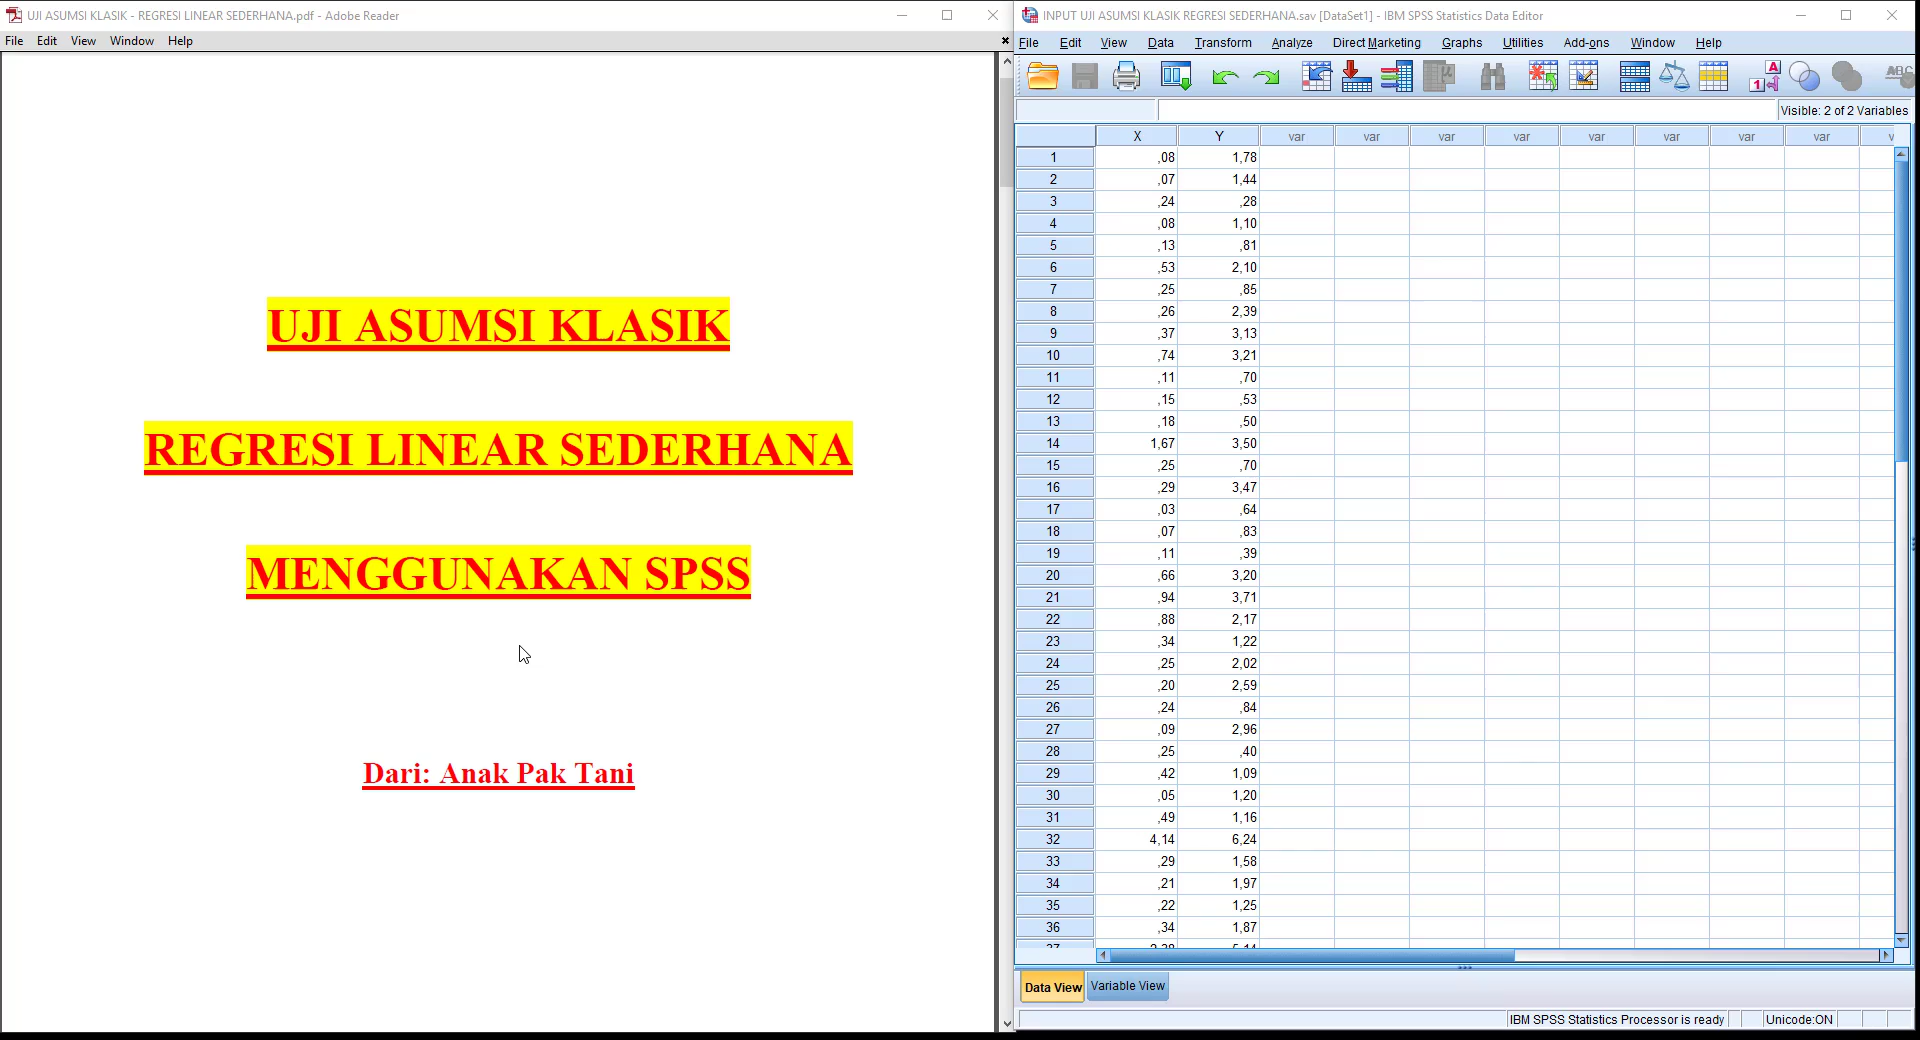 UJI ASUMSI KLASIK - REGRESI LINEAR SEDERHANA.pdf - Adobe Reader
File Edit View Window Help
UJI ASUMSI KLASIK
REGRESI LINEAR SEDERHANA
MENGGUNAKAN SPSS
Dari: Anak Pak Tani
INPUT UJI ASUMSI KLASIK REGRESI SEDERHANA.sav [DataSet1] - IBM SPSS Statistics Data Editor
File Edit View Data Transform Analyze Direct Marketing Graphs Utilities Add-ons Window Help
Visible: 2 of 2 Variables
X Y var var var var var var var var
1 ,08 1,78
2 ,07 1,44
3 ,24 ,28
4 ,08 1,10
5 ,13 ,81
6 ,53 2,10
7 ,25 ,85
8 ,26 2,39
9 ,37 3,13
10 ,74 3,21
11 ,11 ,70
12 ,15 ,53
13 ,18 ,50
14 1,67 3,50
15 ,25 ,70
16 ,29 3,47
17 ,03 ,64
18 ,07 ,83
19 ,11 ,39
20 ,66 3,20
21 ,94 3,71
22 ,88 2,17
23 ,34 1,22
24 ,25 2,02
25 ,20 2,59
26 ,24 ,84
27 ,09 2,96
28 ,25 ,40
29 ,42 1,09
30 ,05 1,20
31 ,49 1,16
32 4,14 6,24
33 ,29 1,58
34 ,21 1,97
35 ,22 1,25
36 ,34 1,87
Data View Variable View
IBM SPSS Statistics Processor is ready Unicode:ON